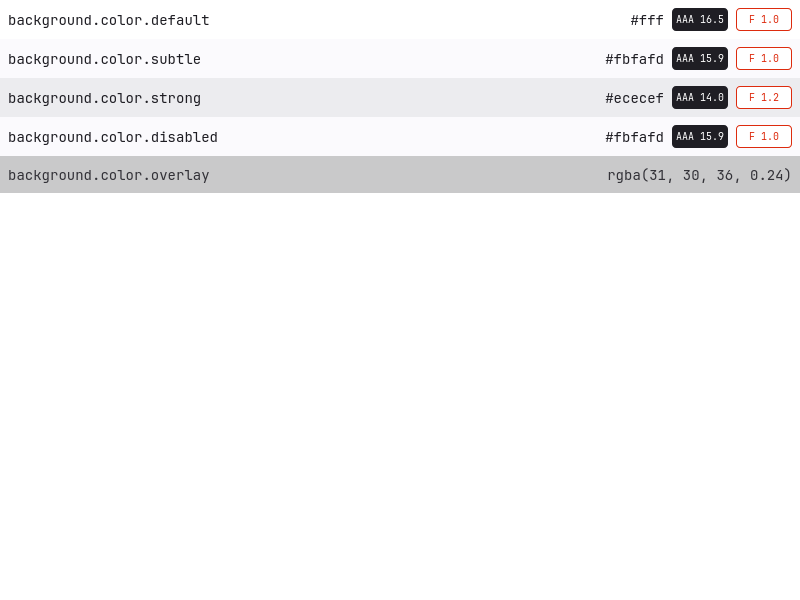 background.color.default #fff AAA 16.5 F 1.0
background.color.subtle #fbfafd AAA 15.9 F 1.0
background.color.strong #ececef AAA 14.0 F 1.2
background.color.disabled #fbfafd AAA 15.9 F 1.0
background.color.overlay rgba(31, 30, 36, 0.24)